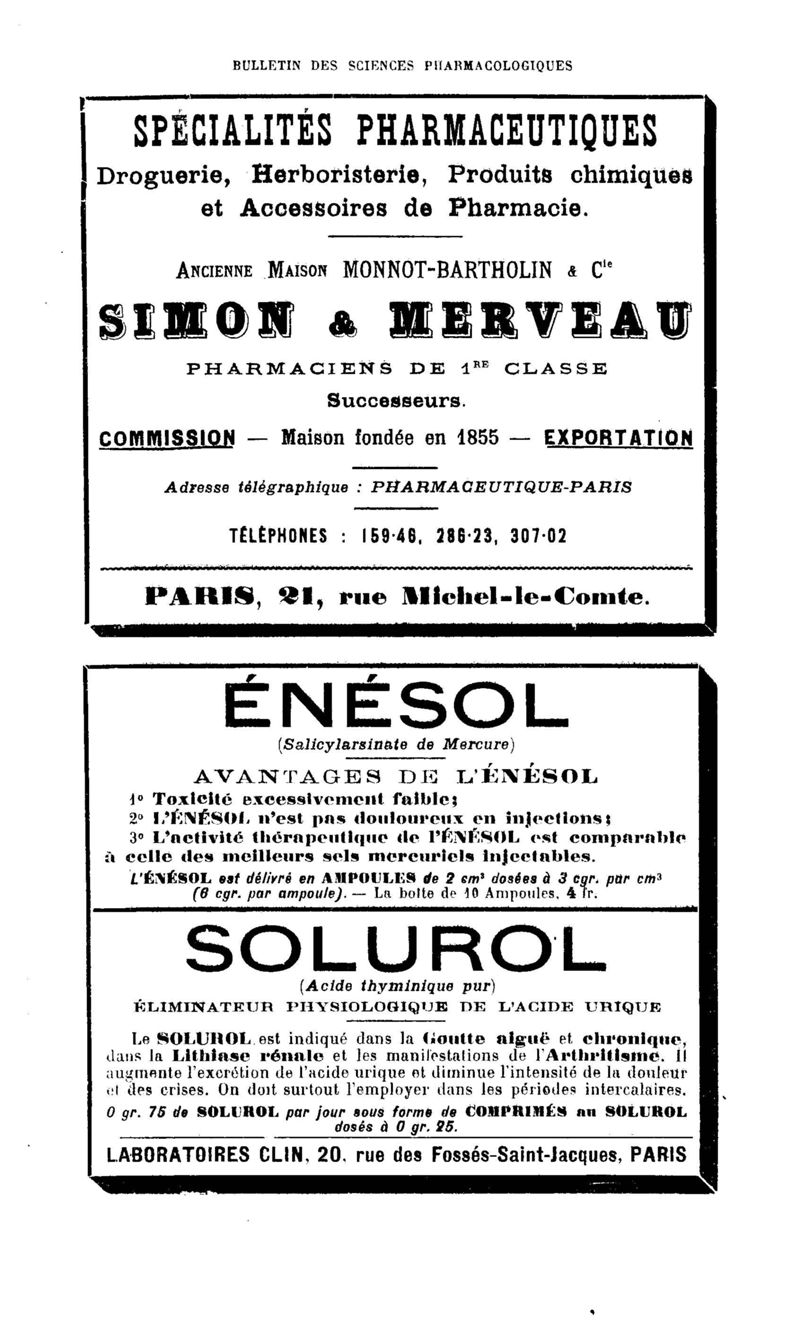 BULLETIN DES SCIENCES PHARMACOLOGIQUES
SPÉCIALITÉS PHARMACEUTIQUES
Droguerie, Herboristerie, Produits chimiques
et Accessoires de Pharmacie.
ANCIENNE MAISON MONNOT-BARTHOLIN & Cie
SIMON & MERVEAU
PHARMACIENS DE 1RE CLASSE
Successeurs.
COMMISSION — Maison fondée en 1855 — EXPORTATION
Adresse télégraphique : PHARMACEUTIQUE-PARIS
TÉLÉPHONES : 159·46, 286·23, 307·02
PARIS, 21, rue Michel-le-Comte.
ÉNÉSOL
(Salicylarsinate de Mercure)
AVANTAGES DE L'ÉNÉSOL
1º Toxicité excessivement faible;
2º L'ÉNÉSOL n'est pas douloureux en injections;
3º L'activité thérapeutique de l'ÉNÉSOL est comparable
à celle des meilleurs sels mercuriels injectables.
L'ÉNÉSOL est délivré en AMPOULES de 2 cm³ dosées à 3 cgr. par cm³
(6 cgr. par ampoule). — La boîte de 10 Ampoules, 4 fr.
SOLUROL
(Acide thyminique pur)
ÉLIMINATEUR PHYSIOLOGIQUE DE L'ACIDE URIQUE
Le SOLUROL est indiqué dans la Goutte aiguë et chronique,
dans la Lithiase rénale et les manifestations de l'Arthritisme. Il
augmente l'excrétion de l'acide urique et diminue l'intensité de la douleur
et des crises. On doit surtout l'employer dans les périodes intercalaires.
0 gr. 75 de SOLUROL par jour sous forme de COMPRIMÉS au SOLUROL
dosés à 0 gr. 25.
LABORATOIRES CLIN, 20, rue des Fossés-Saint-Jacques, PARIS